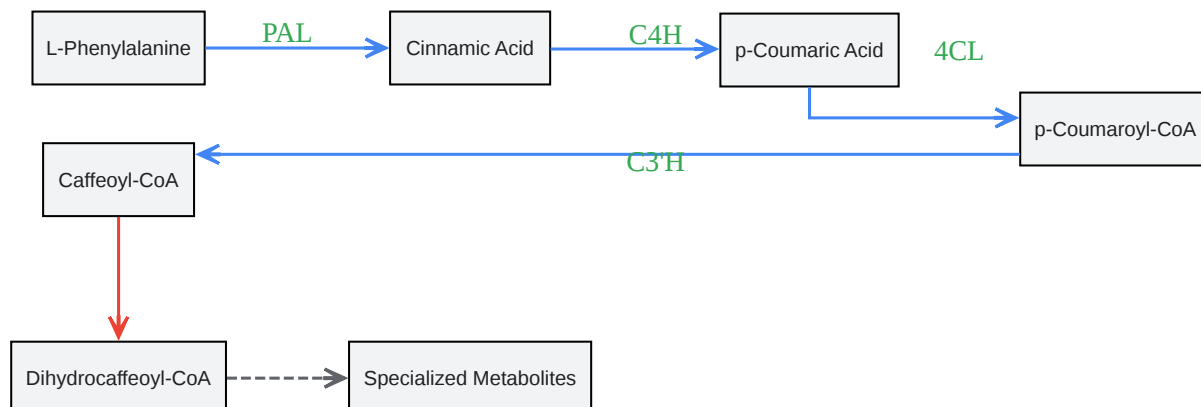 L-Phenylalanine
PAL
Cinnamic Acid
C4H
p-Coumaric Acid
4CL
p-Coumaroyl-CoA
C3'H
Caffeoyl-CoA
Dihydrocaffeoyl-CoA
Specialized Metabolites